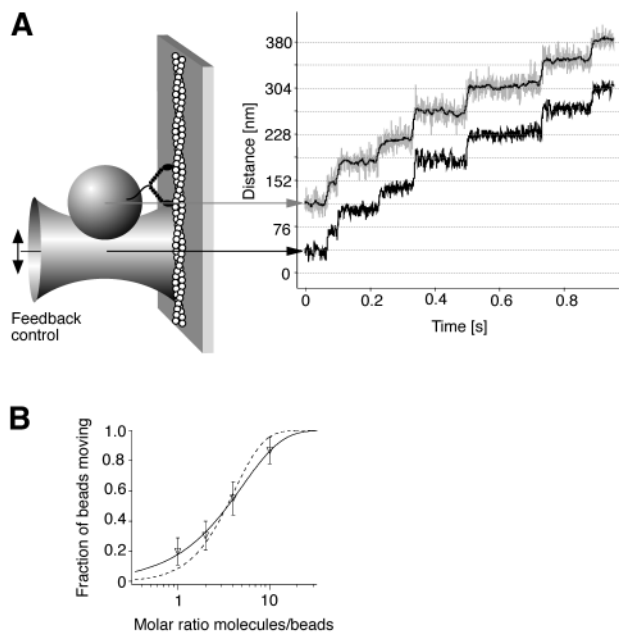 A
Feedback
control
Distance [nm]
380
304
228
152
76
0
0
0.2
0.4
0.6
0.8
Time [s]
B
Fraction of beads moving
1.0
0.8
0.6
0.4
0.2
0
1
10
Molar ratio molecules/beads